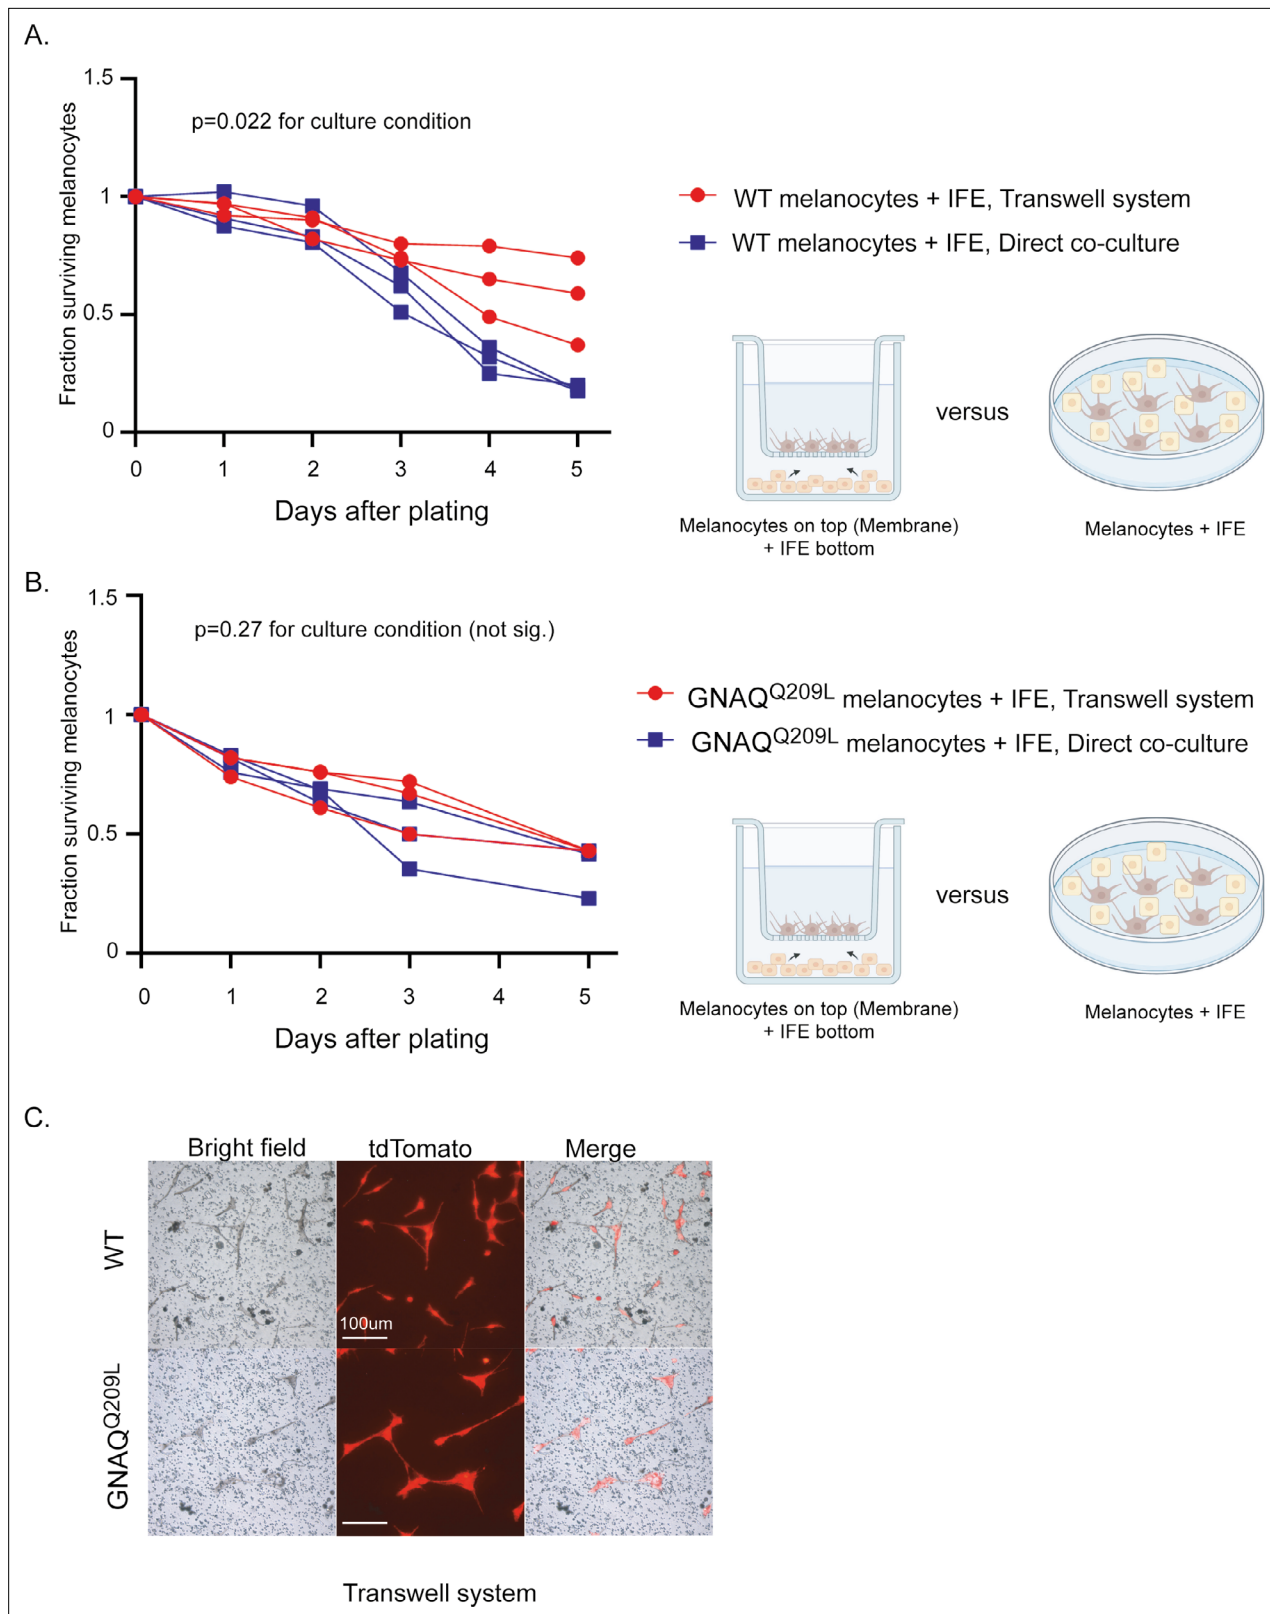 A.
Fraction surviving melanocytes
1.5
1
0.5
0
p=0.022 for culture condition
0 1 2 3 4 5
Days after plating
WT melanocytes + IFE, Transwell system
WT melanocytes + IFE, Direct co-culture
versus
Melanocytes on top (Membrane)
+ IFE bottom
Melanocytes + IFE
B.
Fraction surviving melanocytes
1.5
1
0.5
0
p=0.27 for culture condition (not sig.)
0 1 2 3 4 5
Days after plating
GNAQQ209L melanocytes + IFE, Transwell system
GNAQQ209L melanocytes + IFE, Direct co-culture
versus
Melanocytes on top (Membrane)
+ IFE bottom
Melanocytes + IFE
C.
Bright field tdTomato Merge
WT
100um
GNAQQ209L
Transwell system